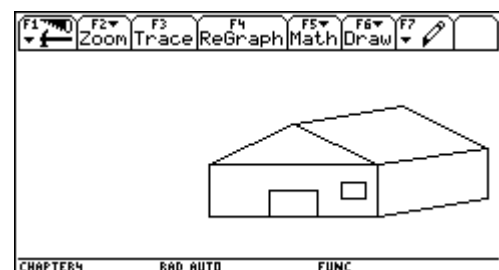 F1 F2 F3 F4 F5 F6 F7
Zoom Trace ReGraph Math Draw
CHAPTER4 RAD AUTO FUNC